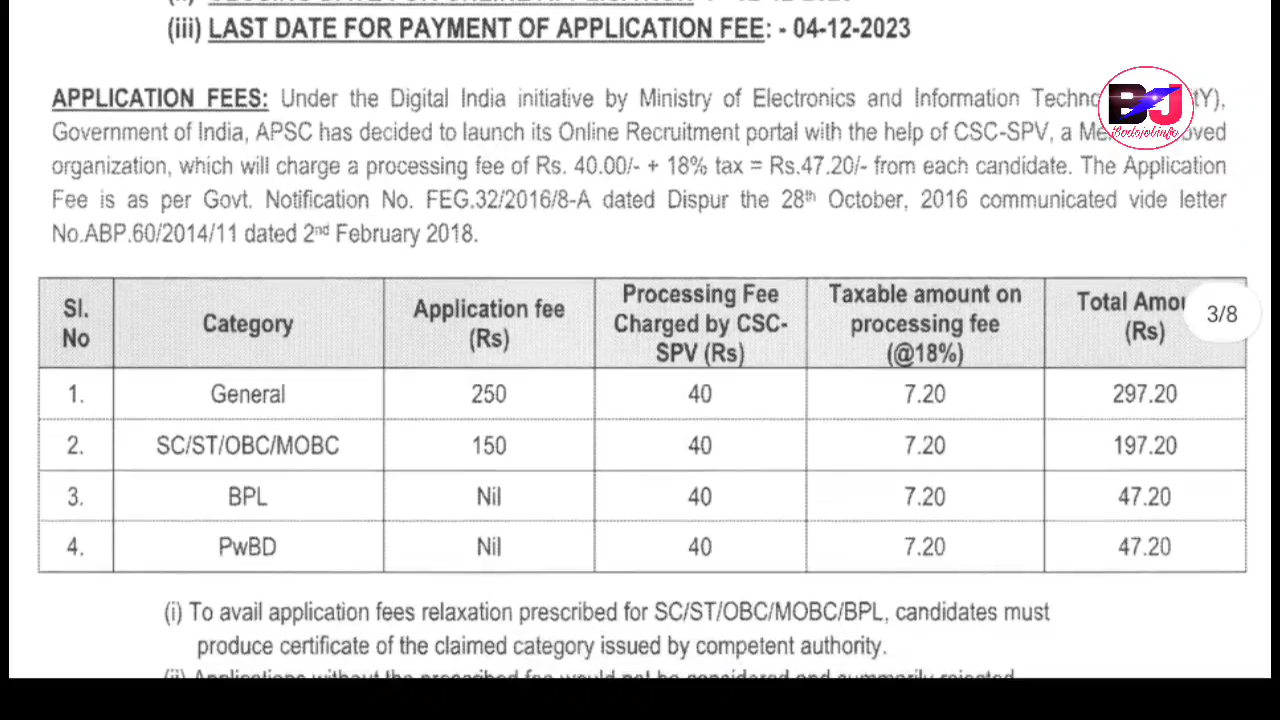 (iii) LAST DATE FOR PAYMENT OF APPLICATION FEE: - 04-12-2023
APPLICATION FEES: Under the Digital India initiative by Ministry of Electronics and Information
Government of India, APSC has decided to launch its Online Recruitment portal with the help of CSC-SPV, a
organization, which will charge a processing fee of Rs. 40.00/- + 18% tax = Rs.47.20/- from each candidate. The Application
Fee is as per Govt. Notification No. FEG.32/2016/8-A dated Dispur the 28th October, 2016 communicated vide letter
No.ABP.60/2014/11 dated 2nd February 2018.
Sl. No Category Application fee (Rs) Processing Fee Charged by CSC-SPV (Rs) Taxable amount on processing fee (@18%) Total (Rs)
1. General 250 40 7.20 297.20
2. SC/ST/OBC/MOBC 150 40 7.20 197.20
3. BPL Nil 40 7.20 47.20
4. PwBD Nil 40 7.20 47.20
(i) To avail application fees relaxation prescribed for SC/ST/OBC/MOBC/BPL, candidates must
produce certificate of the claimed category issued by competent authority.
3/8
BJ